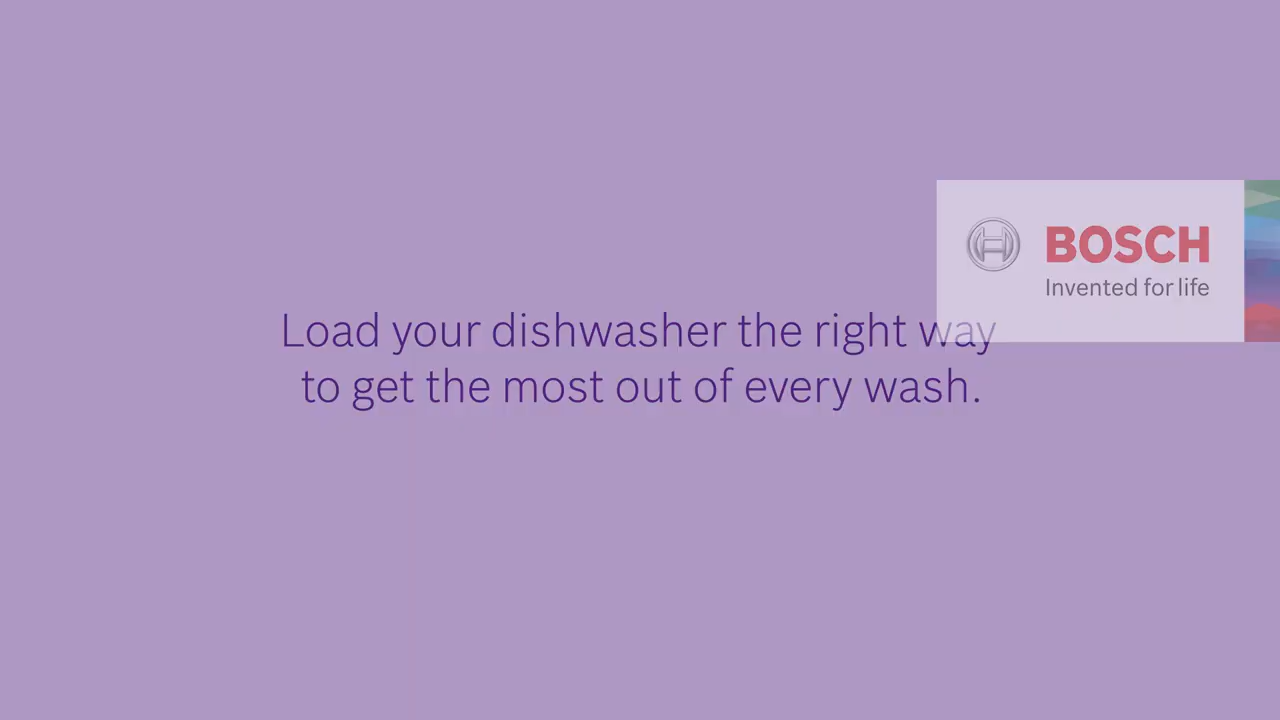 BOSCH
Invented for life
Load your dishwasher the right way
to get the most out of every wash.